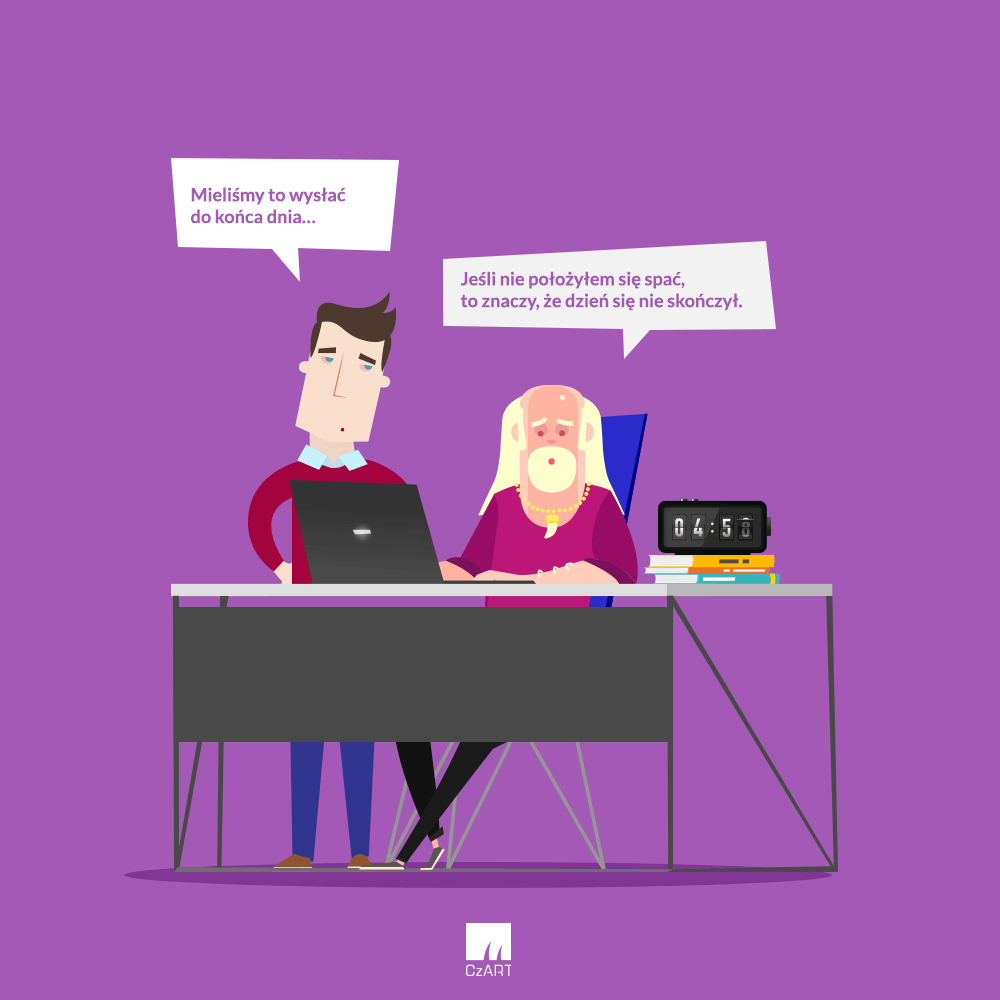 Mieliśmy to wysłać
do końca dnia...
Jeśli nie położyłem się spać,
to znaczy, że dzień się nie skończył.
04:5
CzART